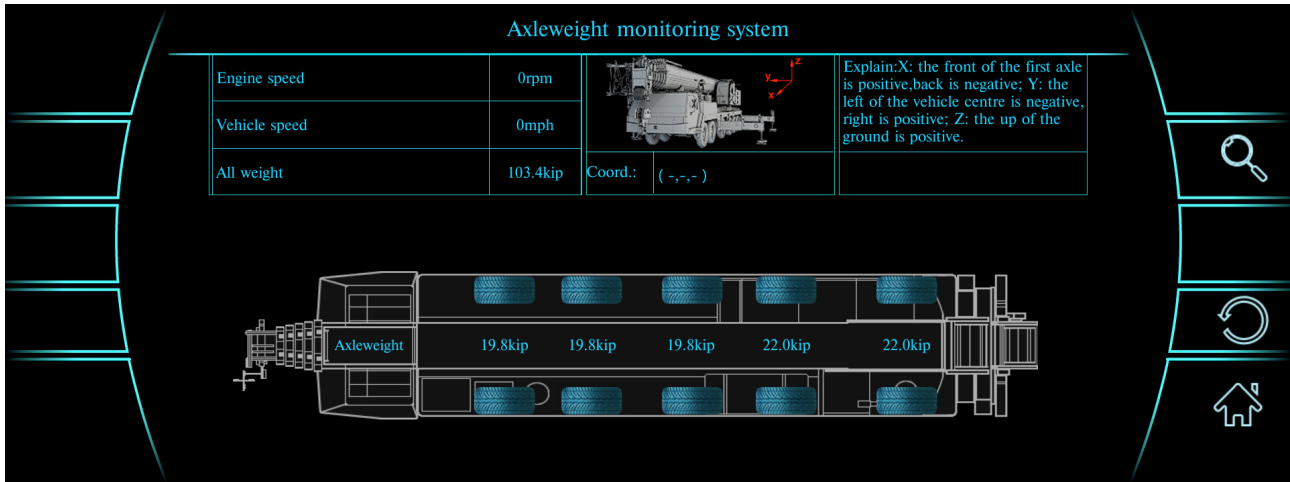 Axleweight monitoring system
Engine speed 0rpm
Vehicle speed 0mph
All weight 103.4kip
z
y
x
Coord.: ( -,-,- )
Explain:X: the front of the first axle
is positive,back is negative; Y: the
left of the vehicle centre is negative,
right is positive; Z: the up of the
ground is positive.
Axleweight 19.8kip 19.8kip 19.8kip 22.0kip 22.0kip